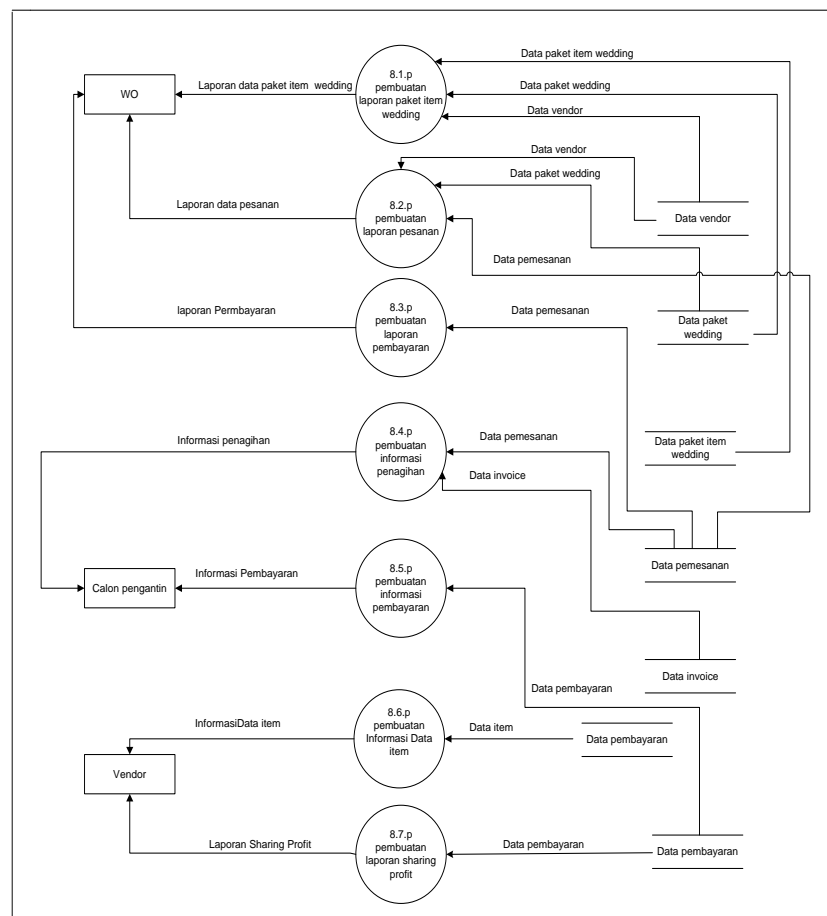 Data paket item wedding
8.1.p
pembuatan
laporan paket item
wedding
Laporan data paket item wedding
WO
Data paket wedding
Data vendor
Data vendor
Data paket wedding
8.2.p
pembuatan
laporan pesanan
Laporan data pesanan
Data vendor
Data pemesanan
8.3.p
pembuatan
laporan
pembayaran
laporan Permbayaran
Data pemesanan
Data paket
wedding
8.4.p
pembuatan
informasi
penagihan
Informasi penagihan
Data pemesanan
Data paket item
wedding
Data invoice
Data pemesanan
8.5.p
pembuatan
informasi
pembayaran
Informasi Pembayaran
Calon pengantin
Data invoice
Data pembayaran
8.6.p
pembuatan
Informasi Data
item
InformasiData item
Data item
Data pembayaran
Vendor
8.7.p
pembuatan
laporan sharing
profit
Laporan Sharing Profit
Data pembayaran
Data pembayaran